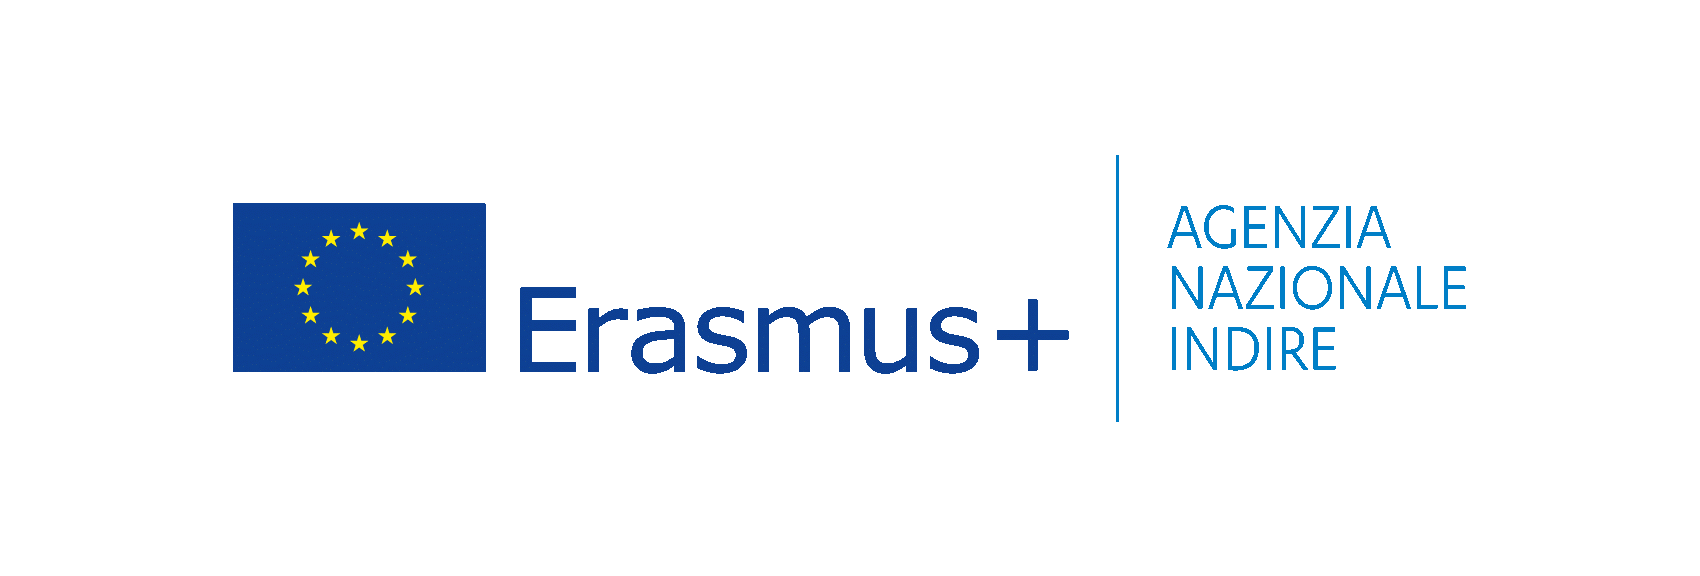 Erasmus+
AGENZIA
NAZIONALE
INDIRE